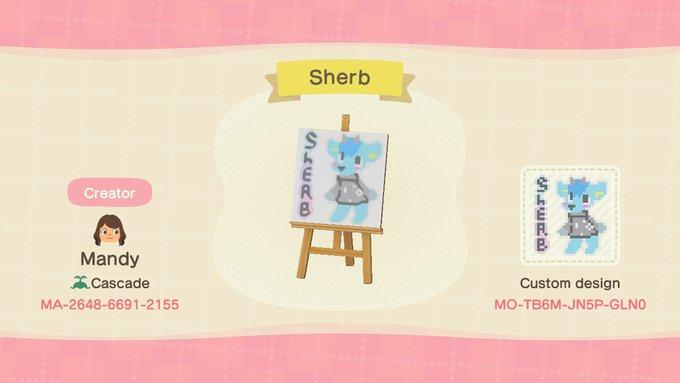 Sherb
ShERB
ShERB
Creator
Mandy
Cascade
MA-2648-6691-2155
Custom design
MO-TB6M-JN5P-GLN0